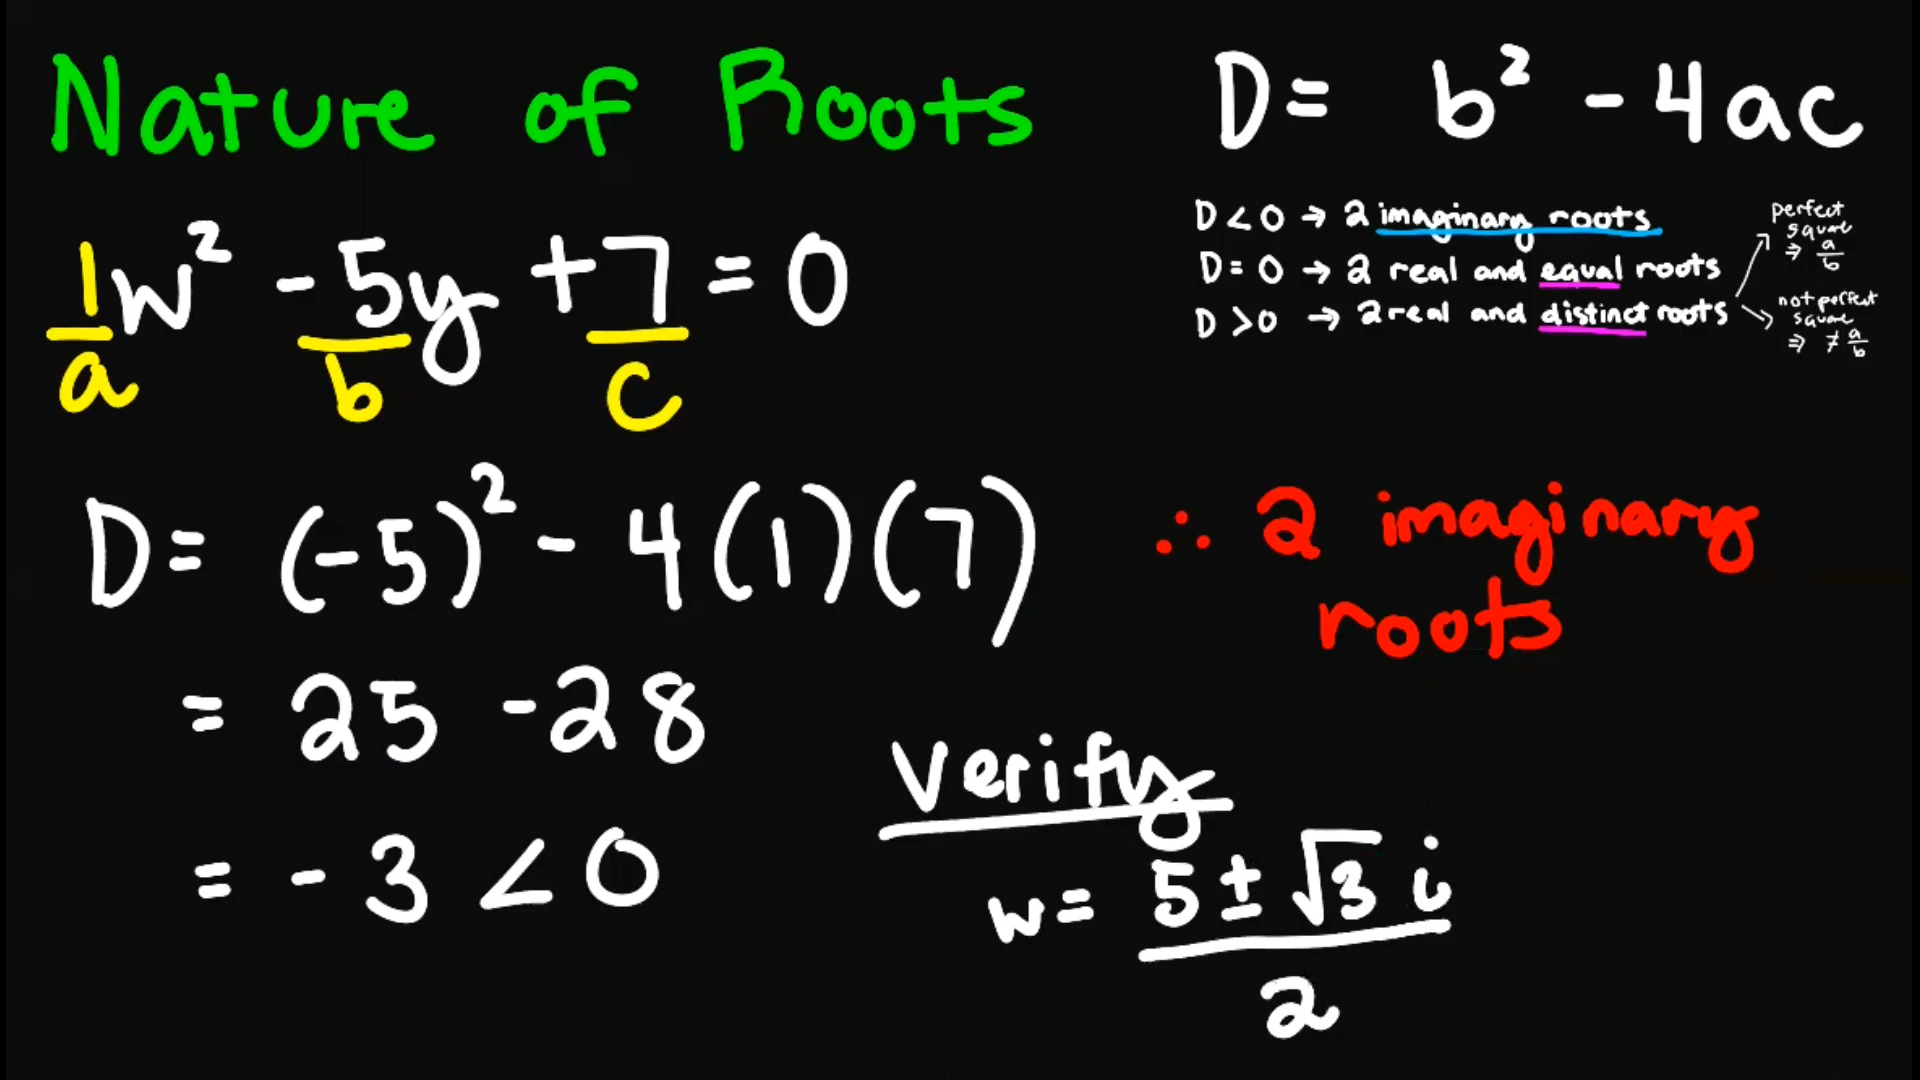 Nature of Roots
D = b² - 4ac
D < 0 → 2 imaginary roots
D = 0 → 2 real and equal roots
D > 0 → 2 real and distinct roots
perfect
square
⇒ a/b
not perfect
square
⇒ ≠ a/b
1w² - 5y + 7 = 0
a b c
D = (-5)² - 4(1)(7)
= 25 - 28
= -3 < 0
∴ 2 imaginary
roots
Verify
w = 5 ± √3 i
2